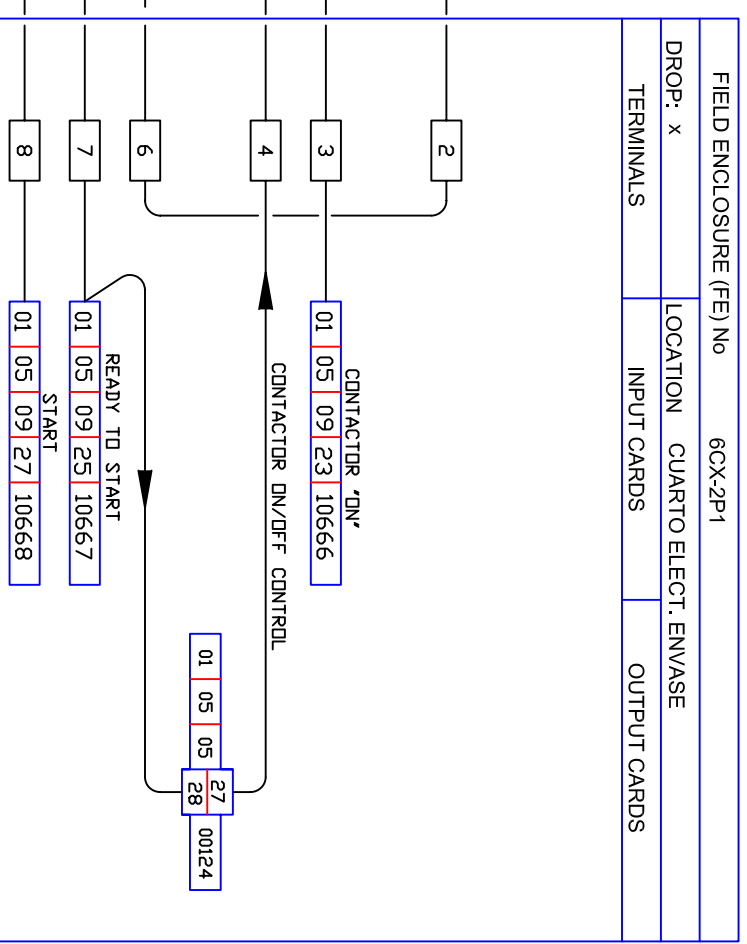 FIELD ENCLOSURE (FE) No 6CX-2P1
DROP: x LOCATION CUARTO ELECT. ENVASE
TERMINALS INPUT CARDS OUTPUT CARDS
2
CONTACTOR "ON"
3 01 05 09 23 10666
CONTACTOR ON/OFF CONTROL
4
27
01 05 05 00124
28
6
READY TO START
7 01 05 09 25 10667
START
8 01 05 09 27 10668